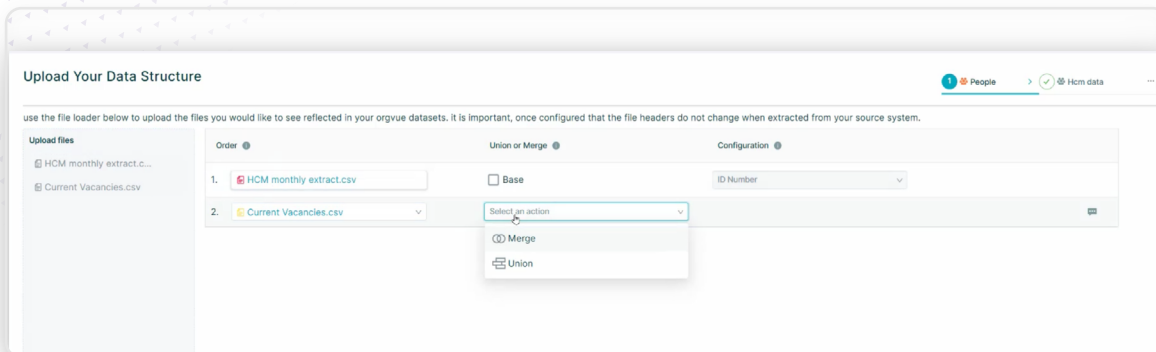 Upload Your Data Structure
1 People > Hcm data ...
use the file loader below to upload the files you would like to see reflected in your orgvue datasets. it is important, once configured that the file headers do not change when extracted from your source system.
Upload files
Order Union or Merge Configuration
HCM monthly extract.c...
Current Vacancies.csv
1. HCM monthly extract.csv Base ID Number
2. Current Vacancies.csv Select an action
Merge
Union